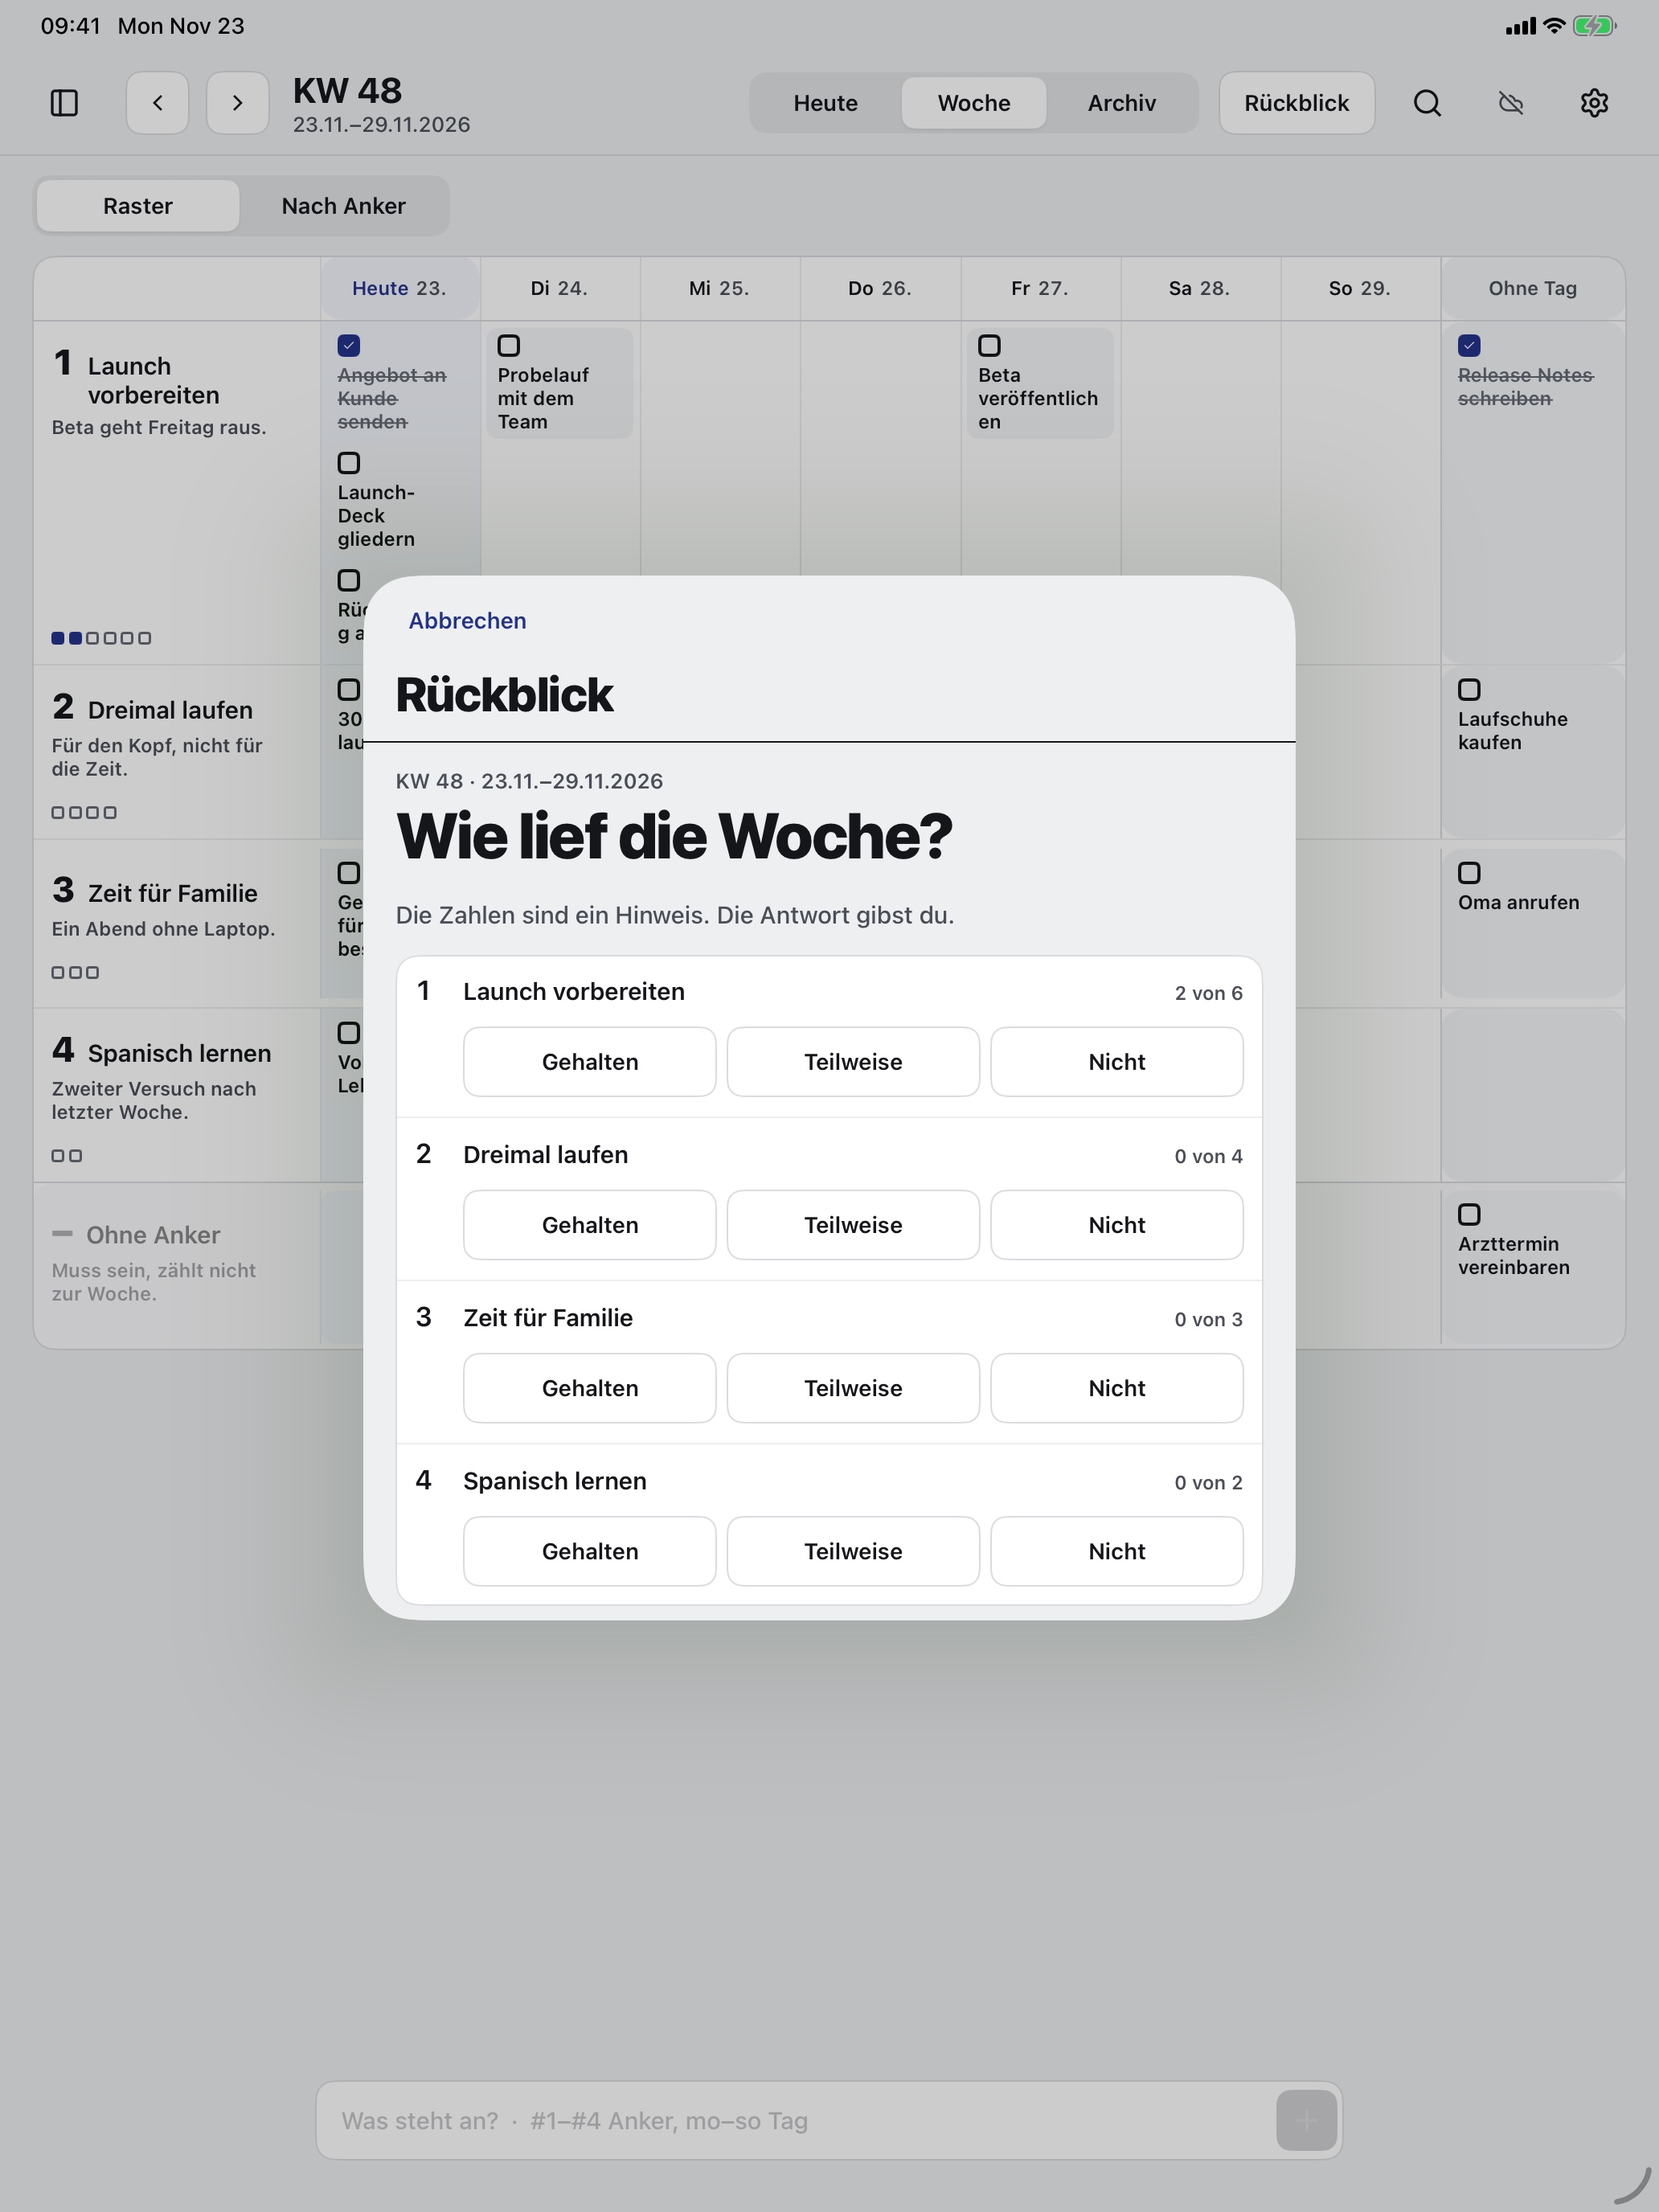 09:41 Mon Nov 23
KW 48
23.11.–29.11.2026
Heute
Woche
Archiv
Rückblick
Raster
Nach Anker
Heute 23.
Di 24.
Mi 25.
Do 26.
Fr 27.
Sa 28.
So 29.
Ohne Tag
1 Launch
vorbereiten
Beta geht Freitag raus.
Angebot an
Kunde
senden
Launch-
Deck
gliedern
Probelauf
mit dem
Team
Beta
veröffentlich
en
Release Notes
schreiben
2 Dreimal laufen
Für den Kopf, nicht für
die Zeit.
30
Laufschuhe
kaufen
3 Zeit für Familie
Ein Abend ohne Laptop.
Oma anrufen
4 Spanisch lernen
Zweiter Versuch nach
letzter Woche.
Ohne Anker
Muss sein, zählt nicht
zur Woche.
Arzttermin
vereinbaren
Abbrechen
Rückblick
KW 48 · 23.11.–29.11.2026
Wie lief die Woche?
Die Zahlen sind ein Hinweis. Die Antwort gibst du.
1 Launch vorbereiten 2 von 6
Gehalten Teilweise Nicht
2 Dreimal laufen 0 von 4
Gehalten Teilweise Nicht
3 Zeit für Familie 0 von 3
Gehalten Teilweise Nicht
4 Spanisch lernen 0 von 2
Gehalten Teilweise Nicht
Was steht an? · #1–#4 Anker, mo–so Tag